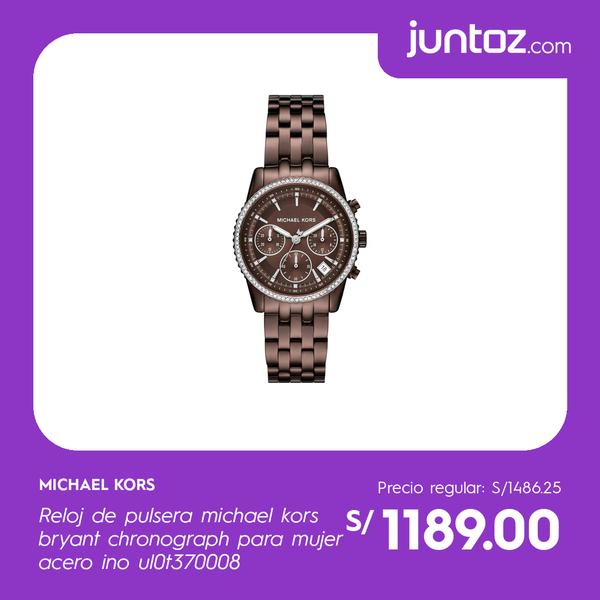 juntoz.com
MICHAEL KORS
MICHAEL KORS
Precio regular: S/1486.25
Reloj de pulsera michael kors
bryant chronograph para mujer
acero ino ul0t370008
S/ 1189.00